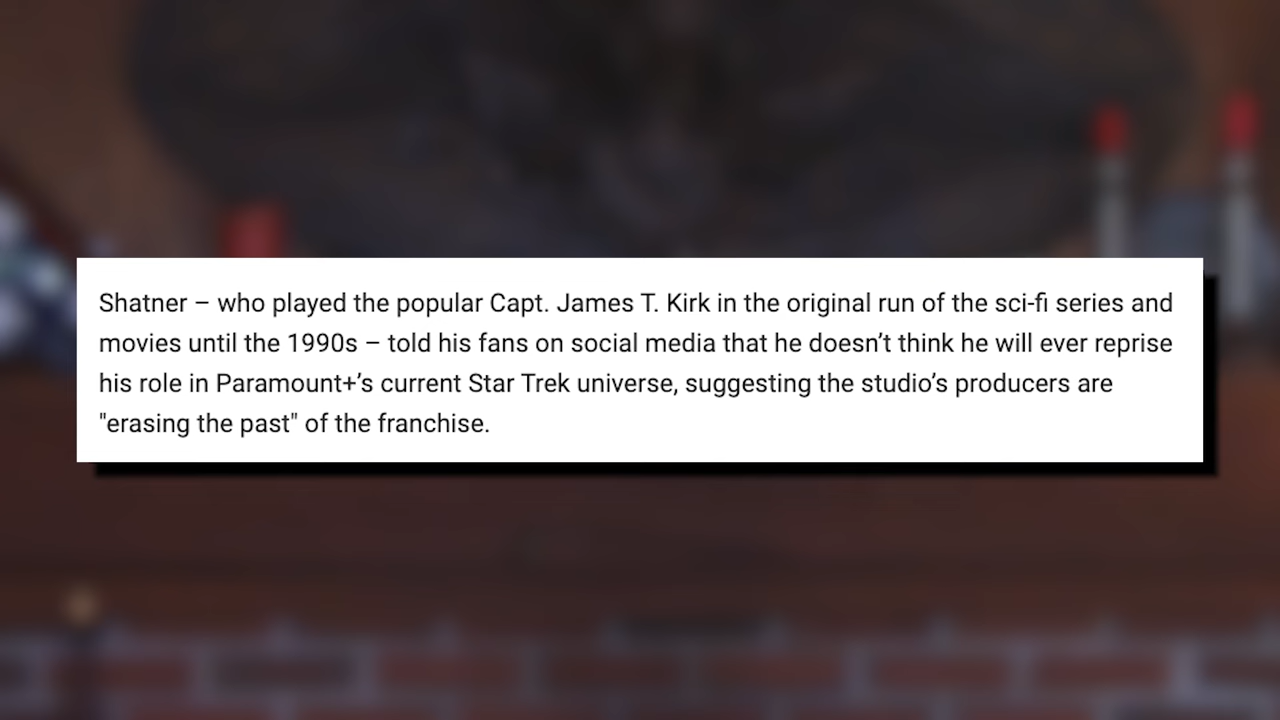 Shatner – who played the popular Capt. James T. Kirk in the original run of the sci-fi series and
movies until the 1990s – told his fans on social media that he doesn’t think he will ever reprise
his role in Paramount+’s current Star Trek universe, suggesting the studio’s producers are
"erasing the past" of the franchise.